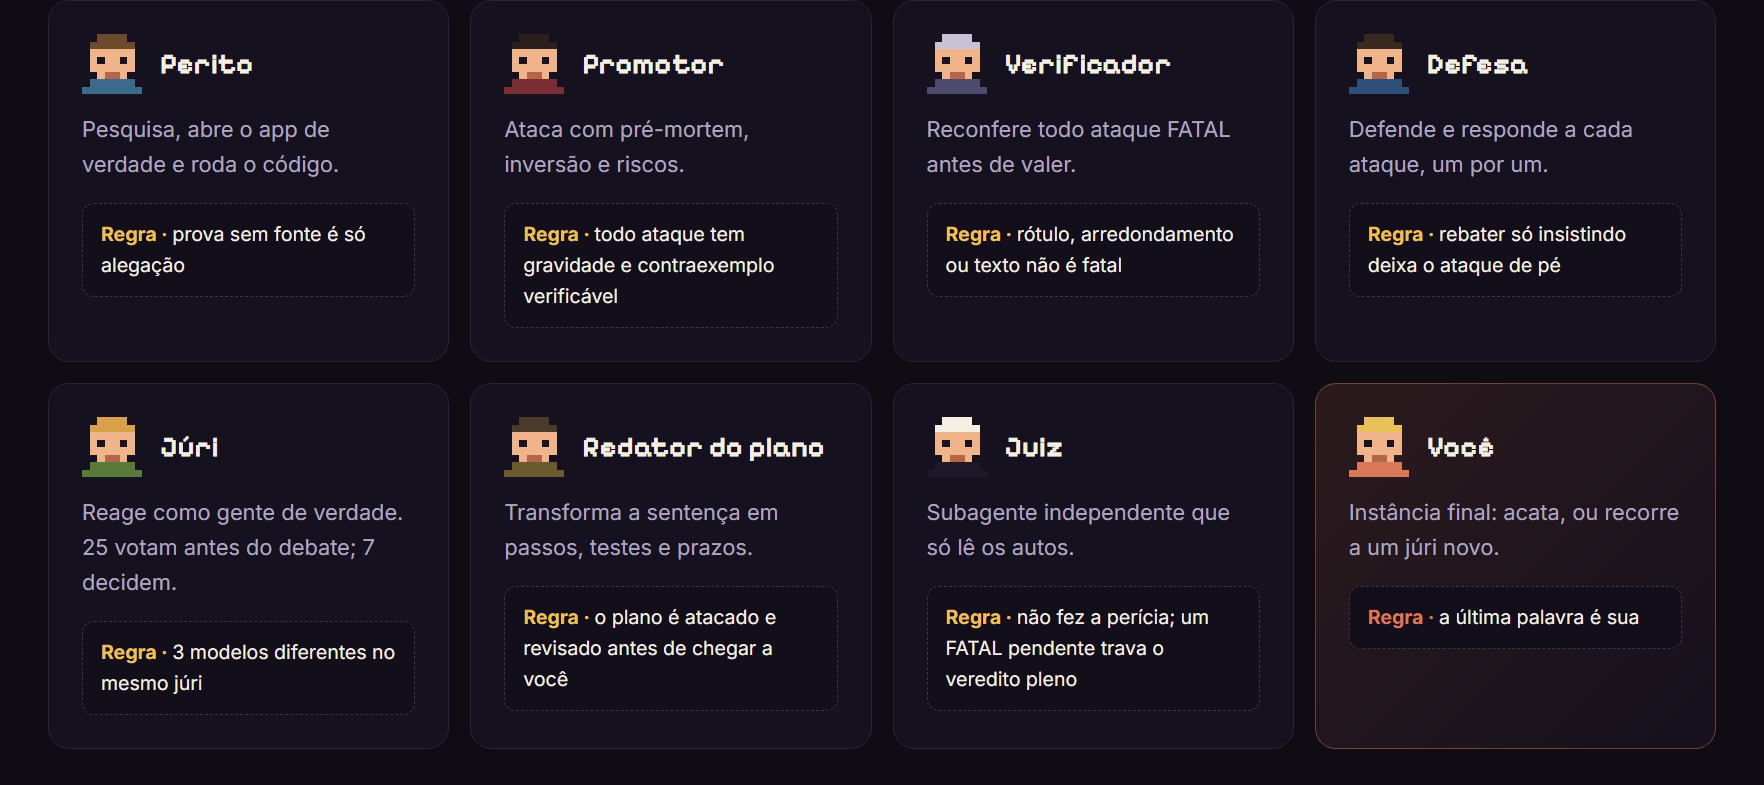 Perito
Pesquisa, abre o app de
verdade e roda o código.
Regra · prova sem fonte é só
alegação
Promotor
Ataca com pré-mortem,
inversão e riscos.
Regra · todo ataque tem
gravidade e contraexemplo
verificável
Verificador
Reconfere todo ataque FATAL
antes de valer.
Regra · rótulo, arredondamento
ou texto não é fatal
Defesa
Defende e responde a cada
ataque, um por um.
Regra · rebater só insistindo
deixa o ataque de pé
Júri
Reage como gente de verdade.
25 votam antes do debate; 7
decidem.
Regra · 3 modelos diferentes no
mesmo júri
Redator do plano
Transforma a sentença em
passos, testes e prazos.
Regra · o plano é atacado e
revisado antes de chegar a
você
Juiz
Subagente independente que
só lê os autos.
Regra · não fez a perícia; um
FATAL pendente trava o
veredito pleno
Você
Instância final: acata, ou recorre
a um júri novo.
Regra · a última palavra é sua